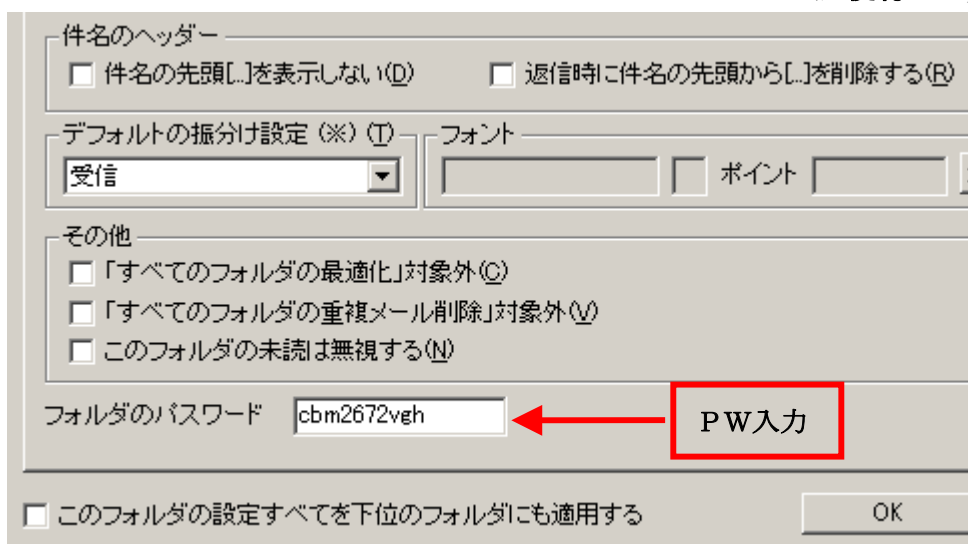 件名のヘッダー
件名の先頭[...]を表示しない(D) 返信時に件名の先頭から[...]を削除する(R)
デフォルトの振分け設定 (※) (T) フォント
受信 ポイント
その他
「すべてのフォルダの最適化」対象外(C)
「すべてのフォルダの重複メール削除」対象外(V)
このフォルダの未読は無視する(N)
フォルダのパスワード cbm2672vgh PW入力
このフォルダの設定すべてを下位のフォルダにも適用する OK